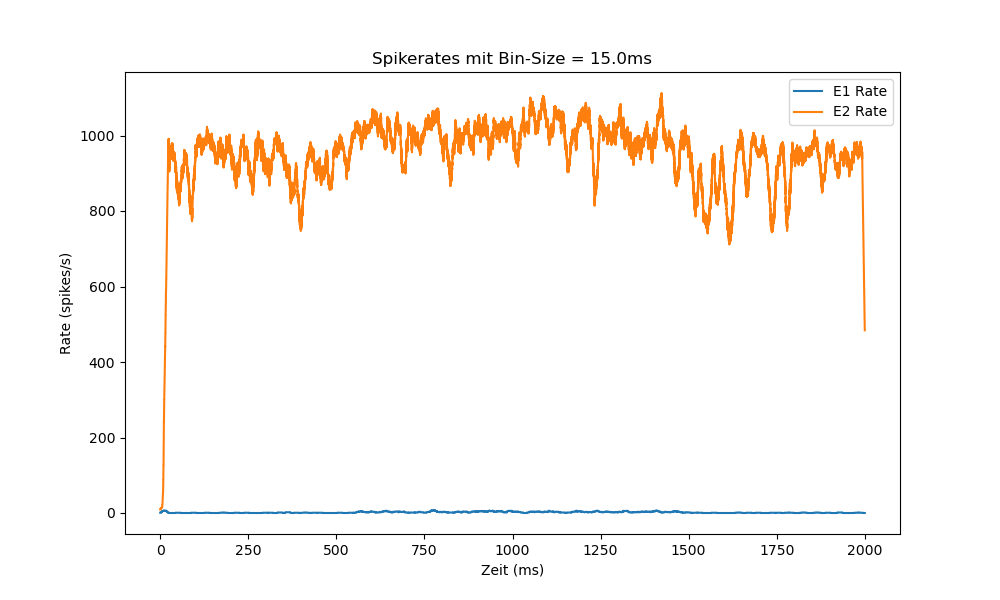 Spikerates mit Bin-Size = 15.0ms
E1 Rate
E2 Rate
1000
800
600
400
200
0
Rate (spikes/s)
0 250 500 750 1000 1250 1500 1750 2000
Zeit (ms)